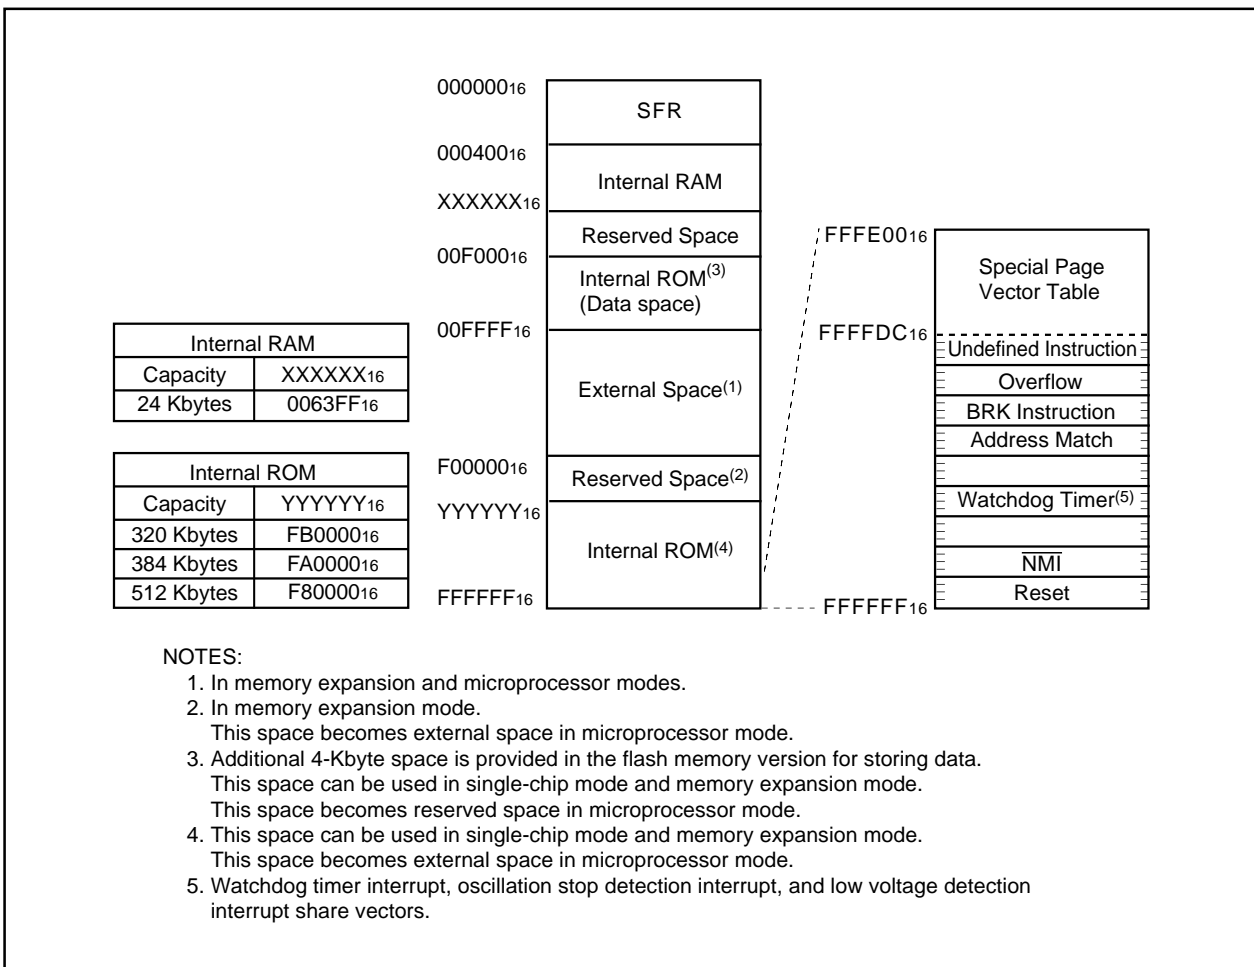 00000016
SFR
00040016
Internal RAM
XXXXXX16
Reserved Space
00F00016
Internal ROM(3)
(Data space)
00FFFF16
External Space(1)
F0000016
Reserved Space(2)
YYYYYY16
Internal ROM(4)
FFFFFF16
Internal RAM
Capacity XXXXXX16
24 Kbytes 0063FF16
Internal ROM
Capacity YYYYYY16
320 Kbytes FB000016
384 Kbytes FA000016
512 Kbytes F8000016
FFFE0016
Special Page
Vector Table
FFFFDC16
Undefined Instruction
Overflow
BRK Instruction
Address Match
Watchdog Timer(5)
NMI
Reset
FFFFFF16
NOTES:
1. In memory expansion and microprocessor modes.
2. In memory expansion mode.
This space becomes external space in microprocessor mode.
3. Additional 4-Kbyte space is provided in the flash memory version for storing data.
This space can be used in single-chip mode and memory expansion mode.
This space becomes reserved space in microprocessor mode.
4. This space can be used in single-chip mode and memory expansion mode.
This space becomes external space in microprocessor mode.
5. Watchdog timer interrupt, oscillation stop detection interrupt, and low voltage detection
interrupt share vectors.